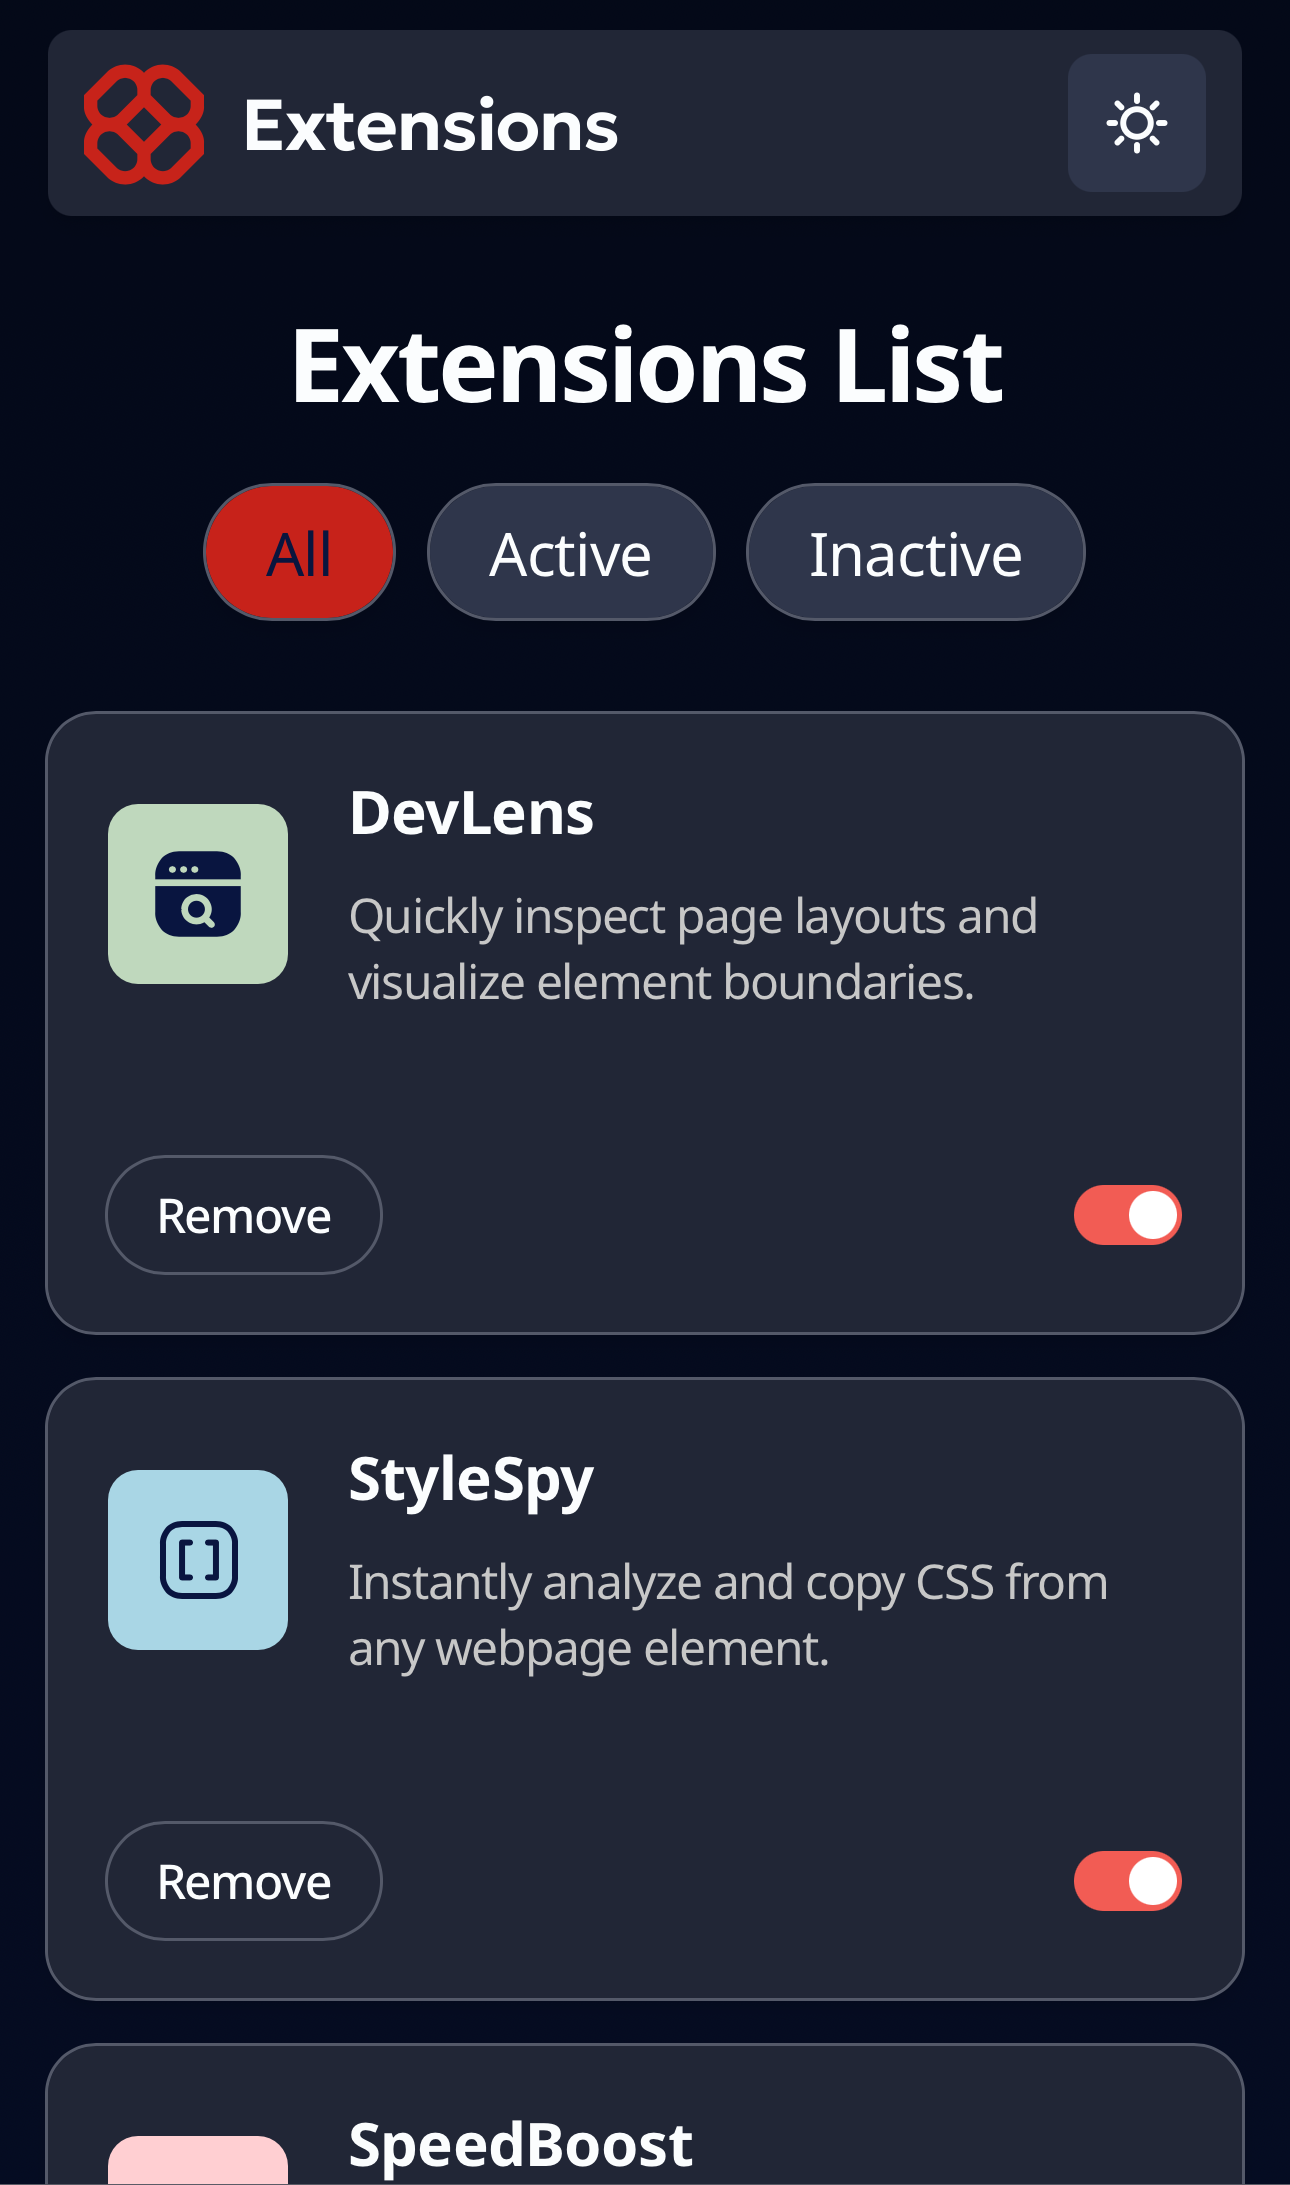 Extensions
Extensions List
All
Active
Inactive
DevLens
Quickly inspect page layouts and
visualize element boundaries.
Remove
StyleSpy
Instantly analyze and copy CSS from
any webpage element.
Remove
SpeedBoost